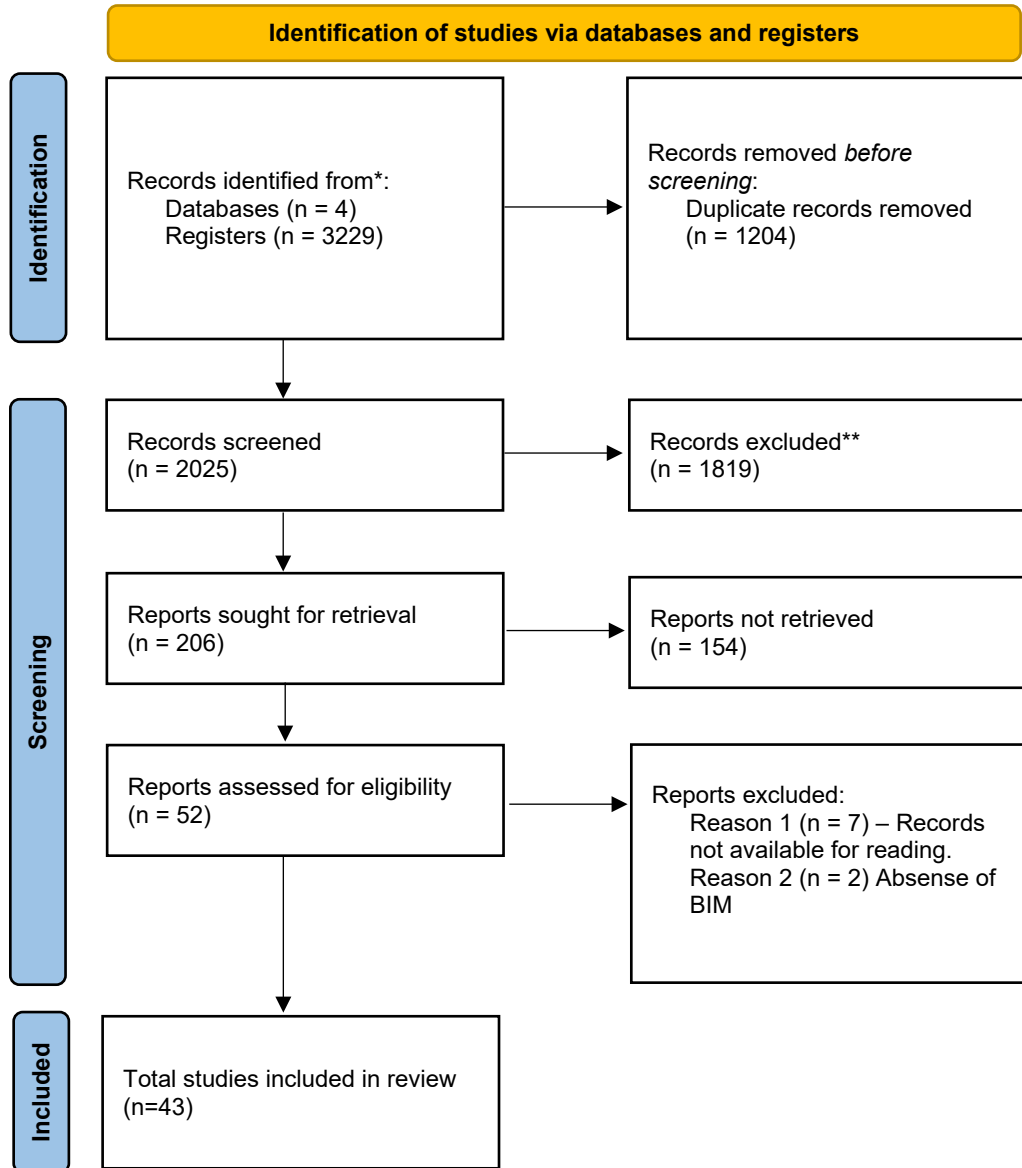 Identification of studies via databases and registers
Identification
Records identified from*:
Databases (n = 4)
Registers (n = 3229)
Records removed before
screening:
Duplicate records removed
(n = 1204)
Screening
Records screened
(n = 2025)
Records excluded**
(n = 1819)
Reports sought for retrieval
(n = 206)
Reports not retrieved
(n = 154)
Reports assessed for eligibility
(n = 52)
Reports excluded:
Reason 1 (n = 7) – Records
not available for reading.
Reason 2 (n = 2) Absense of
BIM
Included
Total studies included in review
(n=43)